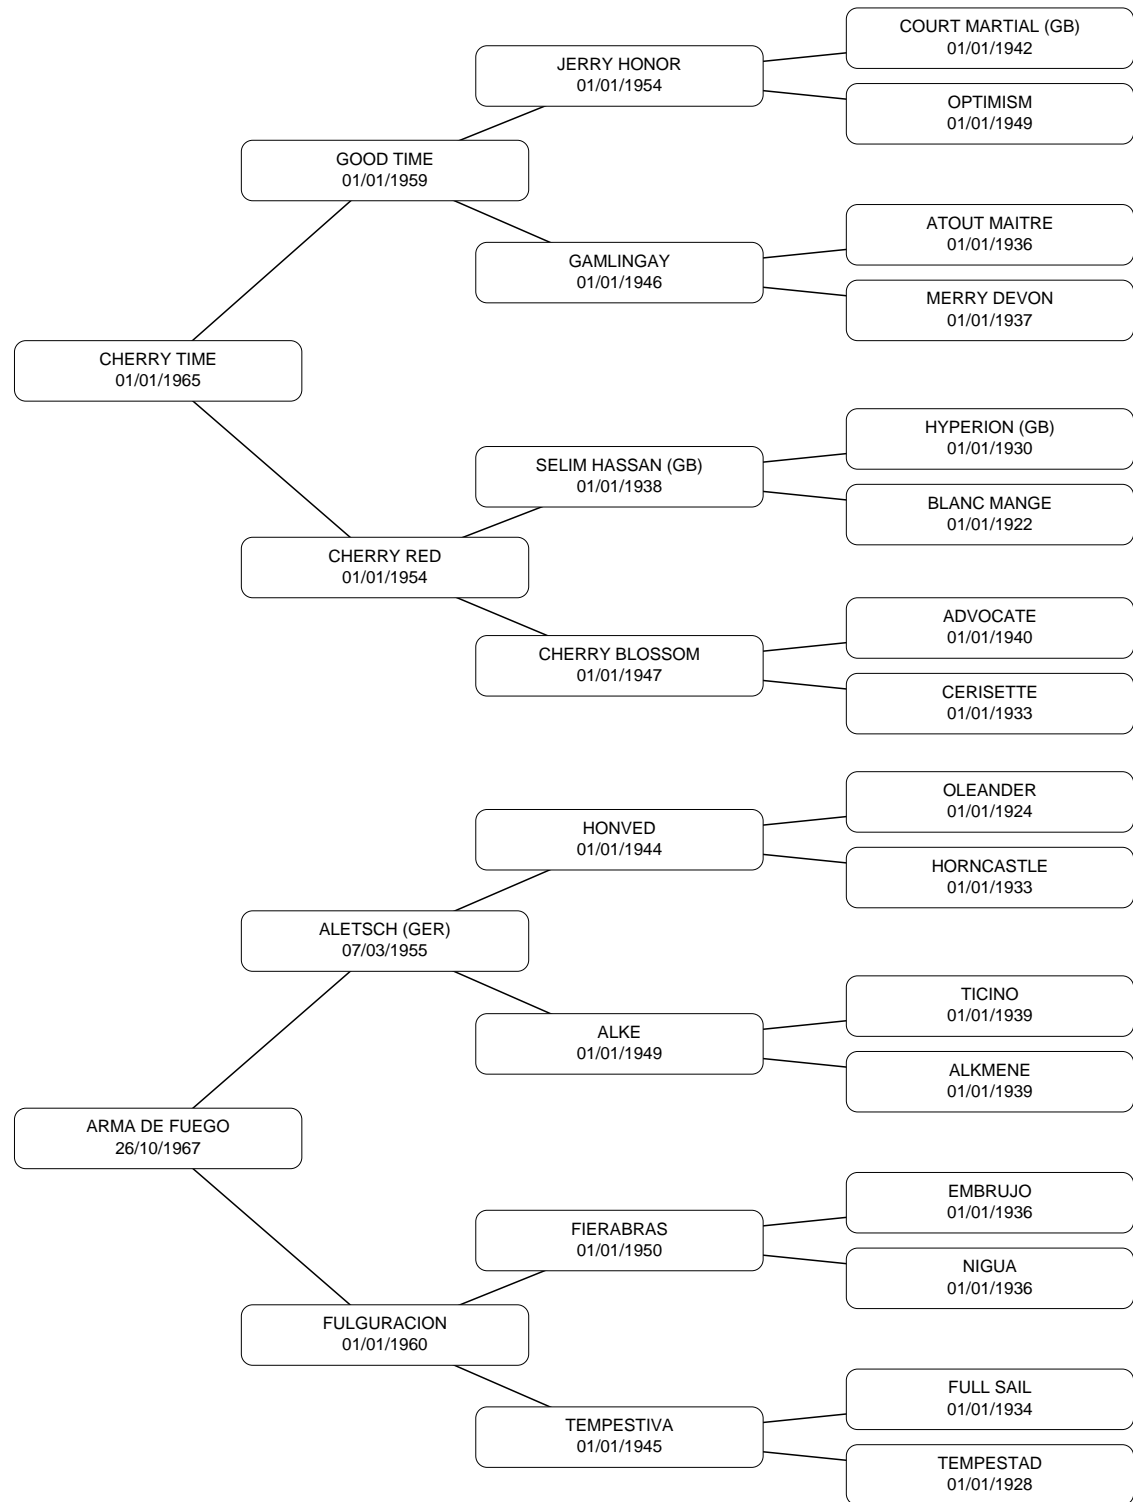 COURT MARTIAL (GB)
01/01/1942
JERRY HONOR
01/01/1954
OPTIMISM
01/01/1949
GOOD TIME
01/01/1959
ATOUT MAITRE
01/01/1936
GAMLINGAY
01/01/1946
MERRY DEVON
01/01/1937
CHERRY TIME
01/01/1965
HYPERION (GB)
01/01/1930
SELIM HASSAN (GB)
01/01/1938
BLANC MANGE
01/01/1922
CHERRY RED
01/01/1954
ADVOCATE
01/01/1940
CHERRY BLOSSOM
01/01/1947
CERISETTE
01/01/1933
OLEANDER
01/01/1924
HONVED
01/01/1944
HORNCASTLE
01/01/1933
ALETSCH (GER)
07/03/1955
TICINO
01/01/1939
ALKE
01/01/1949
ALKMENE
01/01/1939
ARMA DE FUEGO
26/10/1967
EMBRUJO
01/01/1936
FIERABRAS
01/01/1950
NIGUA
01/01/1936
FULGURACION
01/01/1960
FULL SAIL
01/01/1934
TEMPESTIVA
01/01/1945
TEMPESTAD
01/01/1928